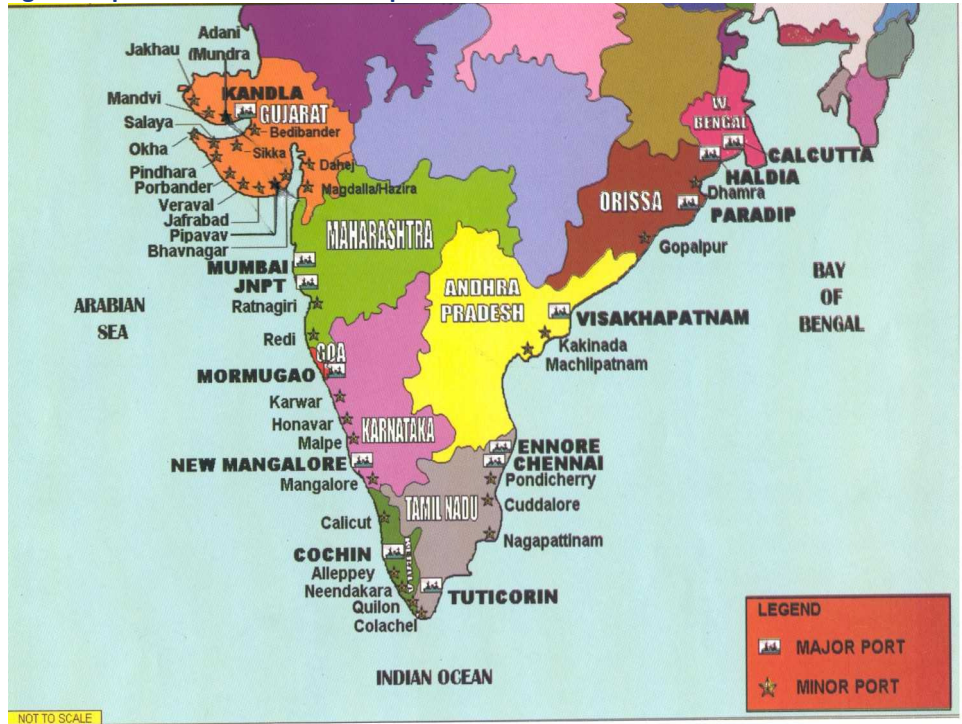 Adani
(Mundra
Jakhau
Mandvi
KANDLA
GUJARAT
Salaya
Bedibander
Okha
Sikka
Pindhara
Dahej
Porbander
Magdalla/Hazira
Veraval
Jafrabad
Pipavav
Bhavnagar
MAHARASHTRA
MUMBAI
JNPT
Ratnagiri
Redi
GOA
MORMUGAO
Karwar
Honavar
Malpe
KARNATAKA
NEW MANGALORE
Mangalore
Calicut
COCHIN
Alleppey
Neendakara
Quilon
Colachel
TAMIL NADU
TUTICORIN
ENNORE
CHENNAI
Pondicherry
Cuddalore
Nagapattinam
ANDHRA
PRADESH
VISAKHAPATNAM
Kakinada
Machlipatnam
ORISSA
W.
BENGAL
CALCUTTA
HALDIA
Dhamra
PARADIP
Gopalpur
ARABIAN
SEA
BAY
OF
BENGAL
INDIAN OCEAN
LEGEND
MAJOR PORT
MINOR PORT
NOT TO SCALE